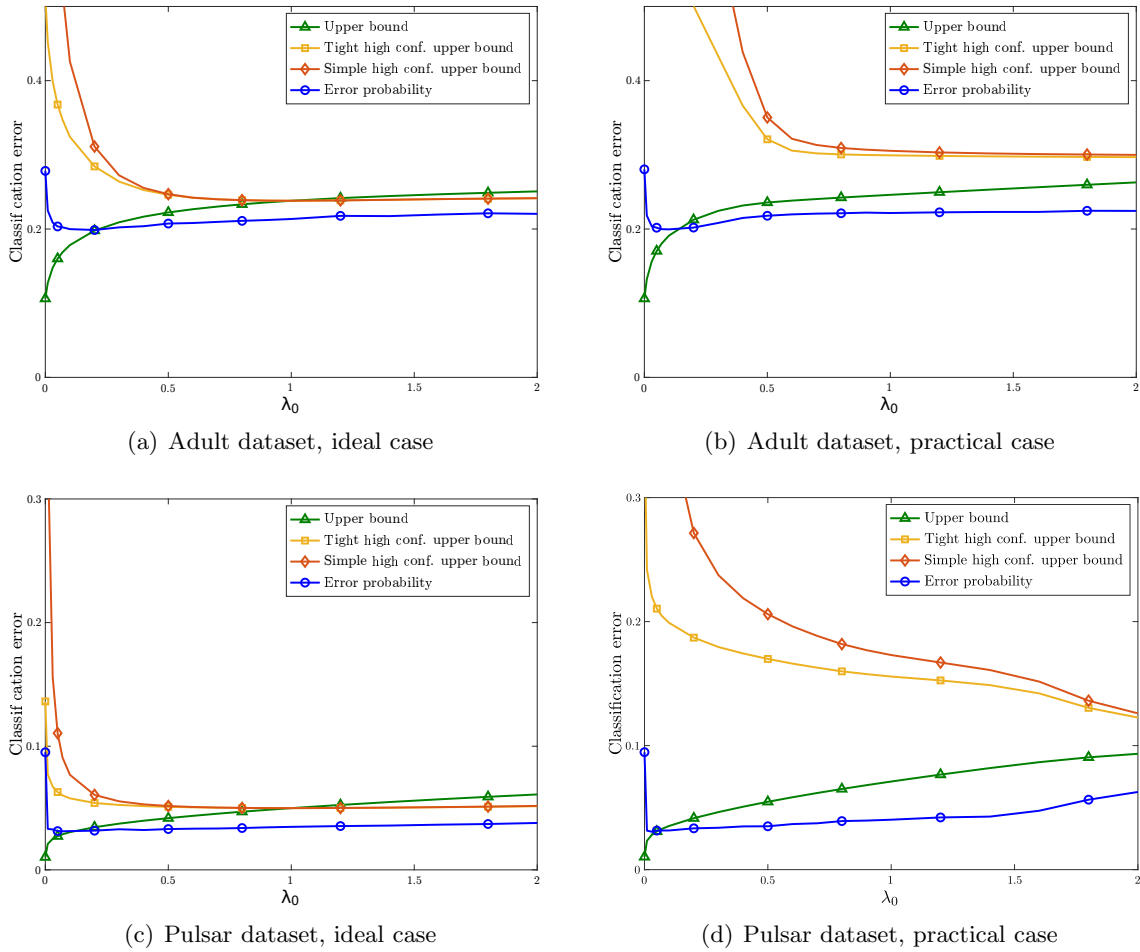 Upper bound
Tight high conf. upper bound
Simple high conf. upper bound
Error probability
Classif cation error
0.4
0.2
0
0
0.5
1
1.5
2
λ₀
(a) Adult dataset, ideal case
Upper bound
Tight high conf. upper bound
Simple high conf. upper bound
Error probability
Classif cation error
0.4
0.2
0
0
0.5
1
1.5
2
λ₀
(b) Adult dataset, practical case
Upper bound
Tight high conf. upper bound
Simple high conf. upper bound
Error probability
Classif cation error
0.3
0.2
0.1
0
0
0.5
1
1.5
2
λ₀
(c) Pulsar dataset, ideal case
Upper bound
Tight high conf. upper bound
Simple high conf. upper bound
Error probability
Classification error
0.3
0.2
0.1
0
0
0.5
1
1.5
2
λ₀
(d) Pulsar dataset, practical case